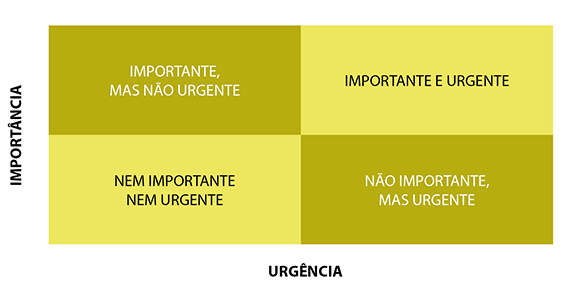 IMPORTÂNCIA
IMPORTANTE,
MAS NÃO URGENTE
IMPORTANTE E URGENTE
NEM IMPORTANTE
NEM URGENTE
NÃO IMPORTANTE,
MAS URGENTE
URGÊNCIA